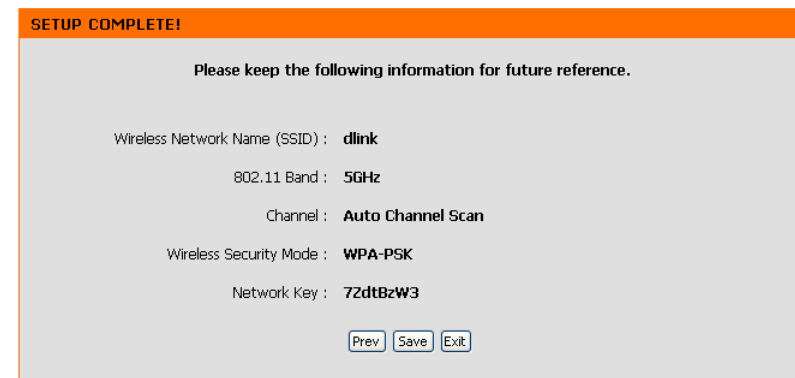 SETUP COMPLETE!
Please keep the following information for future reference.
Wireless Network Name (SSID) : dlink
802.11 Band : 5GHz
Channel : Auto Channel Scan
Wireless Security Mode : WPA-PSK
Network Key : 7ZdtBzW3
Prev Save Exit